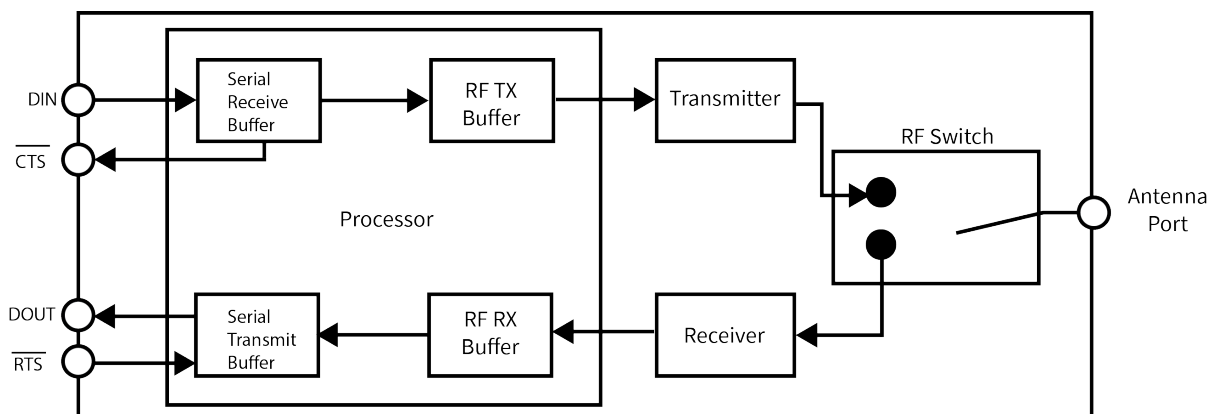 DIN
Serial
Receive
Buffer
RF TX
Buffer
Transmitter
RF Switch
CTS
Antenna
Port
Processor
DOUT
Serial
Transmit
Buffer
RF RX
Buffer
Receiver
RTS